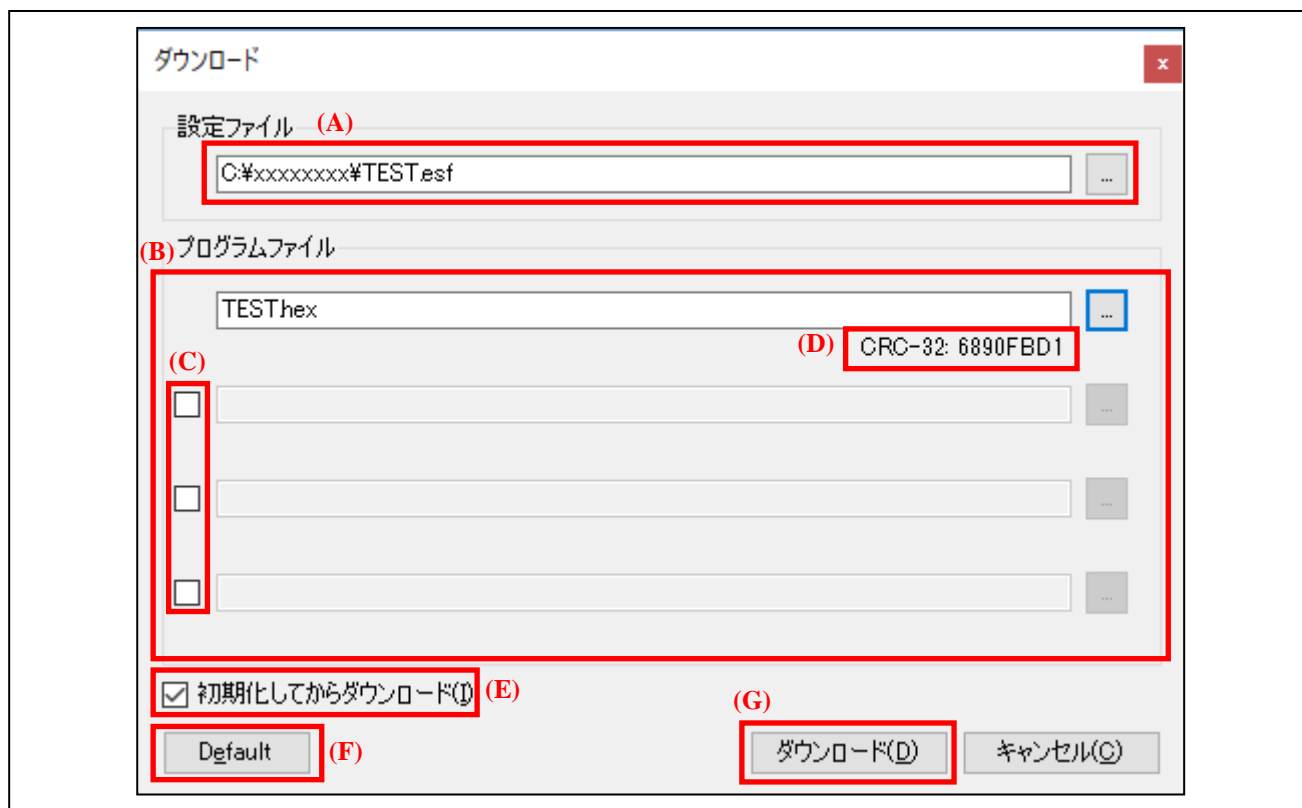 ダウンロード
x
設定ファイル (A)
C:¥xxxxxxxx¥TEST.esf ...
(B) プログラムファイル
TEST.hex ...
(D) CRC-32: 6890FBD1
(C)
...
...
...
初期化してからダウンロード(I) (E)
(G)
Default (F) ダウンロード(D) キャンセル(C)